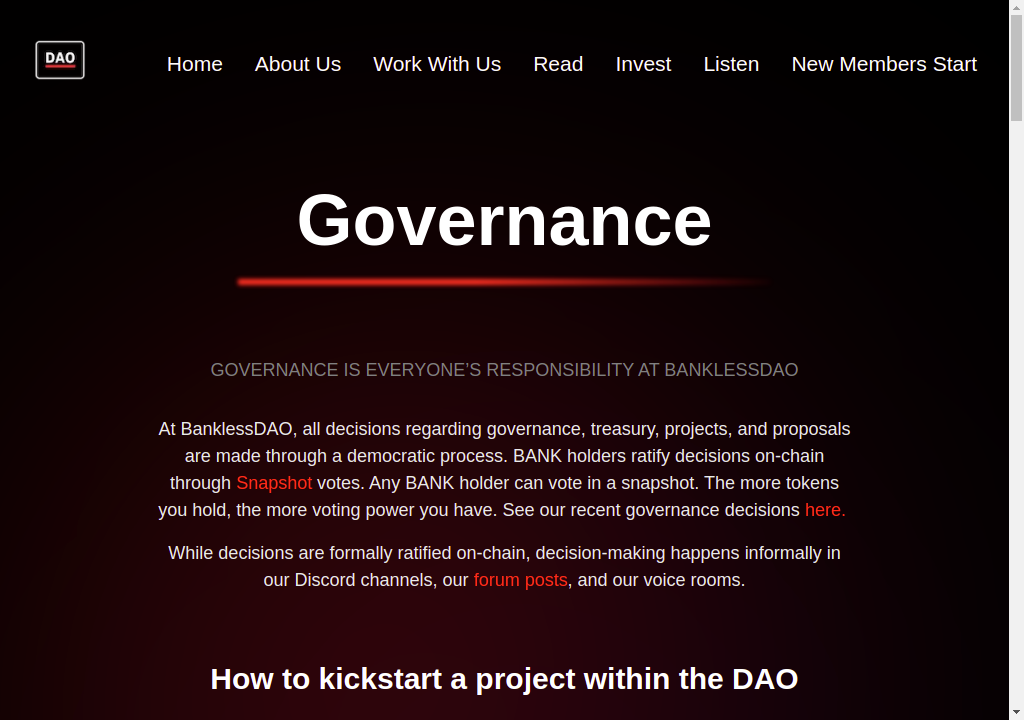 DAO
Home About Us Work With Us Read Invest Listen New Members Start
Governance
GOVERNANCE IS EVERYONE’S RESPONSIBILITY AT BANKLESSDAO
At BanklessDAO, all decisions regarding governance, treasury, projects, and proposals
are made through a democratic process. BANK holders ratify decisions on-chain
through Snapshot votes. Any BANK holder can vote in a snapshot. The more tokens
you hold, the more voting power you have. See our recent governance decisions here.
While decisions are formally ratified on-chain, decision-making happens informally in
our Discord channels, our forum posts, and our voice rooms.
How to kickstart a project within the DAO